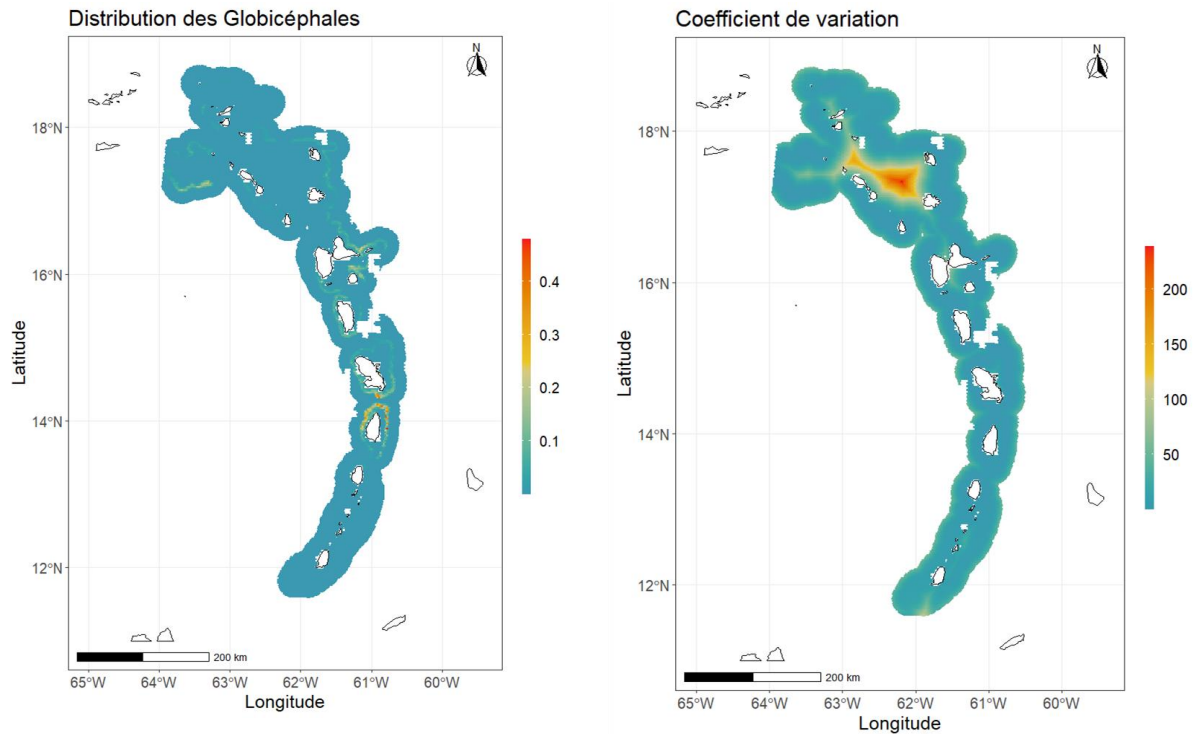 Distribution des Globicéphales
N
18°N
16°N
14°N
12°N
Latitude
0.4
0.3
0.2
0.1
200 km
65°W 64°W 63°W 62°W 61°W 60°W
Longitude
Coefficient de variation
N
18°N
16°N
14°N
12°N
Latitude
200
150
100
50
200 km
65°W 64°W 63°W 62°W 61°W 60°W
Longitude